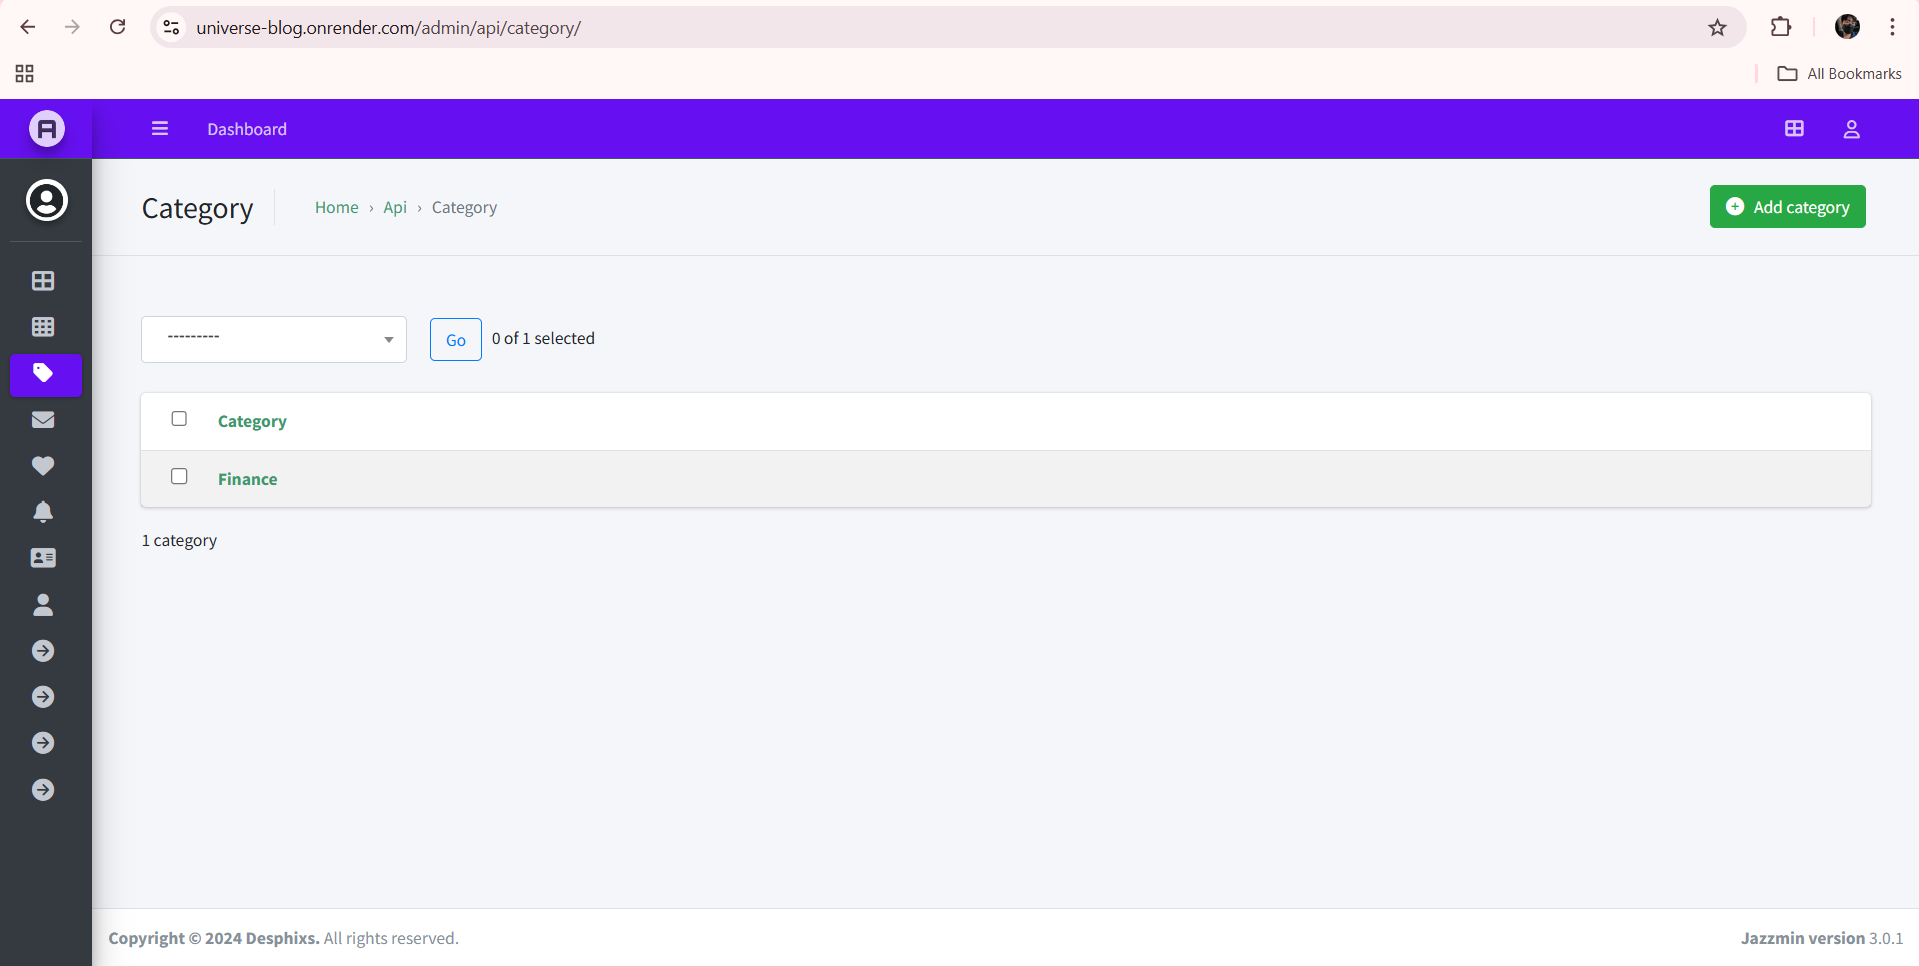 universe-blog.onrender.com/admin/api/category/
All Bookmarks
Dashboard
Category
Home › Api › Category
Add category
---------
Go
0 of 1 selected
Category
Finance
1 category
Copyright © 2024 Desphixs. All rights reserved.
Jazzmin version 3.0.1